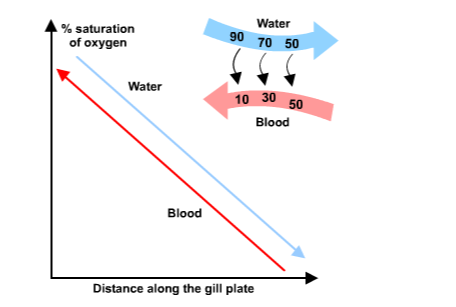 % saturation
of oxygen
Water
90 70 50
10 30 50
Blood
Water
Blood
Distance along the gill plate